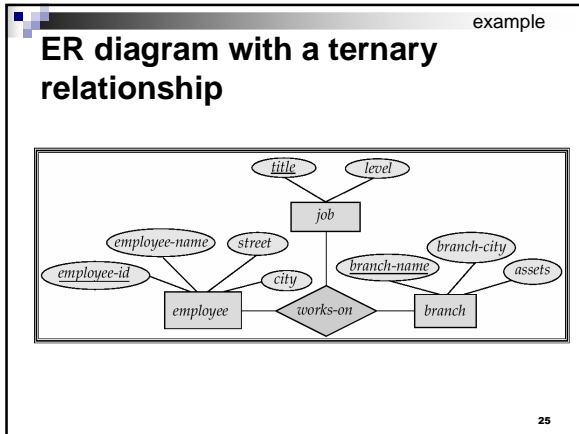 example
ER diagram with a ternary
relationship
title level
job
employee-name street
branch-city
employee-id city branch-name assets
employee works-on branch
25